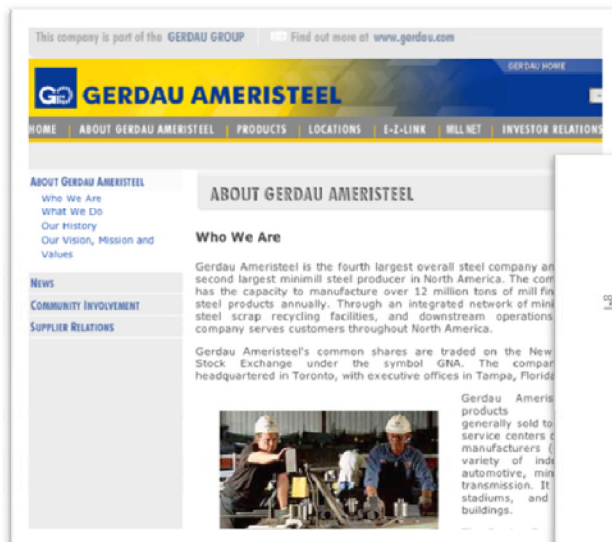 This company is part of the GERDAU GROUP Find out more at www.gerdau.com
GERDAU HOME
GERDAU AMERISTEEL
HOME | ABOUT GERDAU AMERISTEEL | PRODUCTS | LOCATIONS | E-Z-LINK | MILL NET | INVESTOR RELATIONS
ABOUT GERDAU AMERISTEEL
Who We Are
What We Do
Our History
Our Vision, Mission and
Values
NEWS
COMMUNITY INVOLVEMENT
SUPPLIER RELATIONS
ABOUT GERDAU AMERISTEEL
Who We Are
Gerdau Ameristeel is the fourth largest overall steel company an
second largest minimill steel producer in North America. The com
has the capacity to manufacture over 12 million tons of mill fin
steel products annually. Through an integrated network of mini
steel scrap recycling facilities, and downstream operations
company serves customers throughout North America.
Gerdau Ameristeel's common shares are traded on the New
Stock Exchange under the symbol GNA. The compan
headquartered in Toronto, with executive offices in Tampa, Florida
Gerdau Ameris
products
generally sold to
service centers
manufacturers (
variety of ind
automotive, min
transmission. It
stadiums, and
buildings.